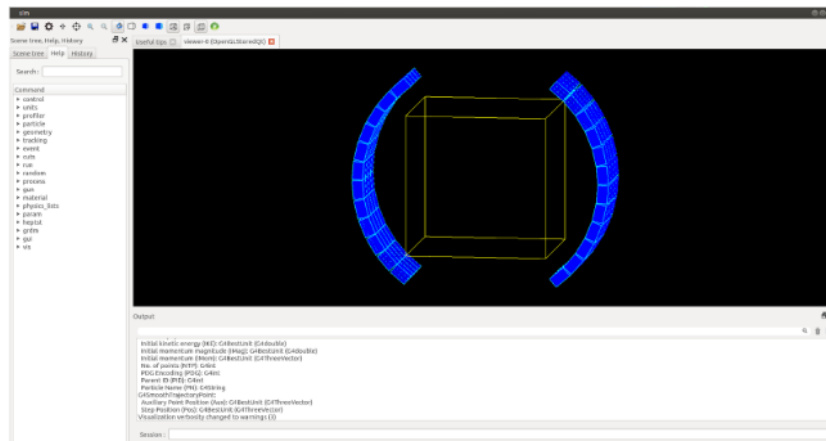 sim
Scene tree, Help, History
Useful tips
viewer-0 (OpenGLStoredQt)
Scene tree
Help
History
Search :
Command
control
units
profiler
particle
geometry
tracking
event
cuts
run
random
process
gun
material
physics_lists
param
heptst
grdm
gui
vis
Output
Initial kinetic energy (IKE): G4BestUnit (G4double)
Initial momentum magnitude (IMag): G4BestUnit (G4double)
Initial momentum (IMom): G4BestUnit (G4ThreeVector)
No. of points (NTP): G4int
PDG Encoding (PDG): G4int
Parent ID (PID): G4int
Particle Name (PN): G4String
G4SmoothTrajectoryPoint:
Auxiliary Point Position (Aux): G4BestUnit (G4ThreeVector)
Step Position (Pos): G4BestUnit (G4ThreeVector)
Visualization verbosity changed to warnings (3)
Session :